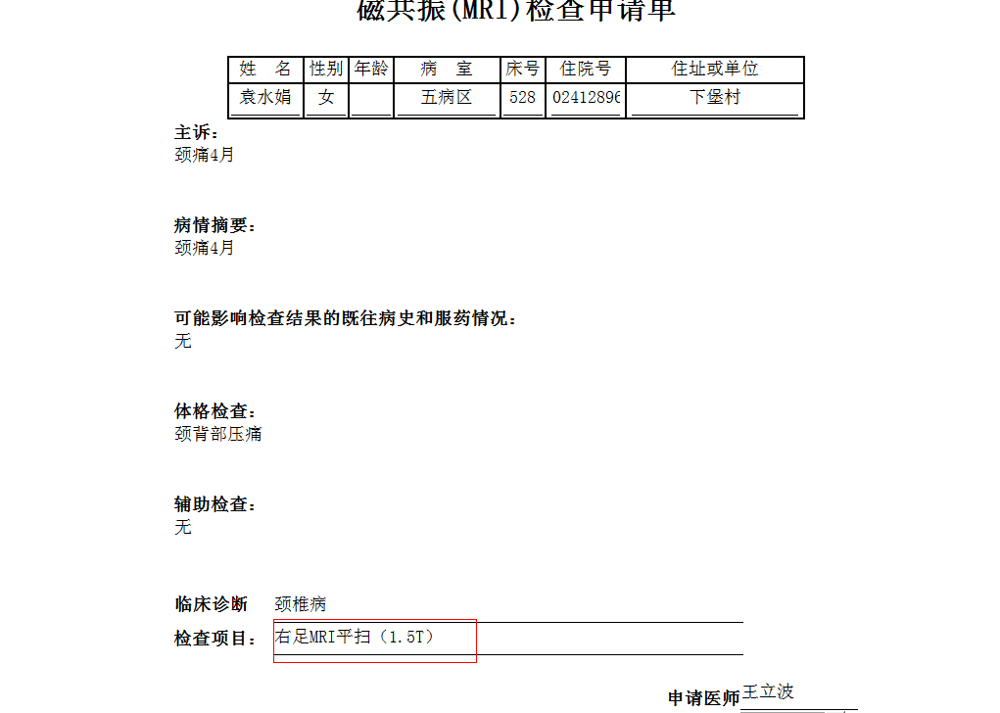 磁共振(MRI)检查申请单
姓 名 性别 年龄 病 室 床号 住院号 住址或单位
袁水娟 女 五病区 528 02412896 下堡村
主诉：
颈痛4月
病情摘要：
颈痛4月
可能影响检查结果的既往病史和服药情况：
无
体格检查：
颈背部压痛
辅助检查：
无
临床诊断 颈椎病
检查项目： 右足MRI平扫（1.5T）
申请医师 王立波